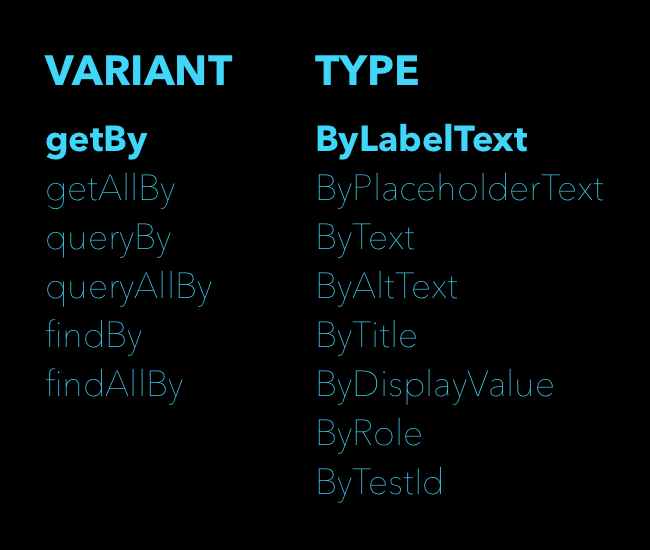 VARIANT TYPE
getBy ByLabelText
getAllBy ByPlaceholderText
queryBy ByText
queryAllBy ByAltText
findBy ByTitle
findAllBy ByDisplayValue
ByRole
ByTestId